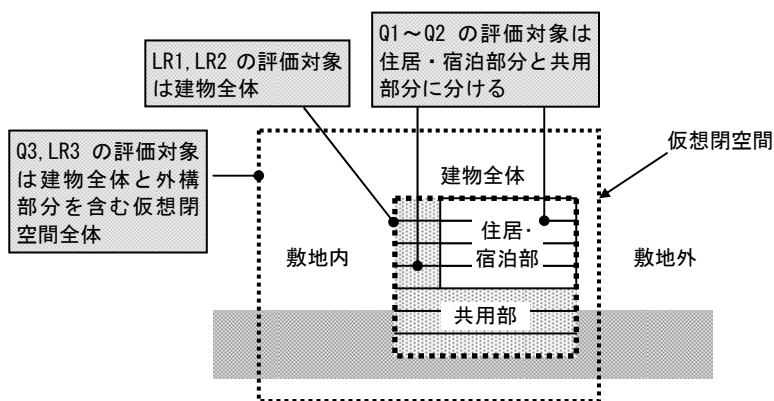 Q1～Q2 の評価対象は
住居・宿泊部分と共用
部分に分ける
LR1,LR2 の評価対象
は建物全体
Q3,LR3 の評価対象
は建物全体と外構
部分を含む仮想閉
空間全体
仮想閉空間
建物全体
住居・
宿泊部
敷地内
敷地外
共用部